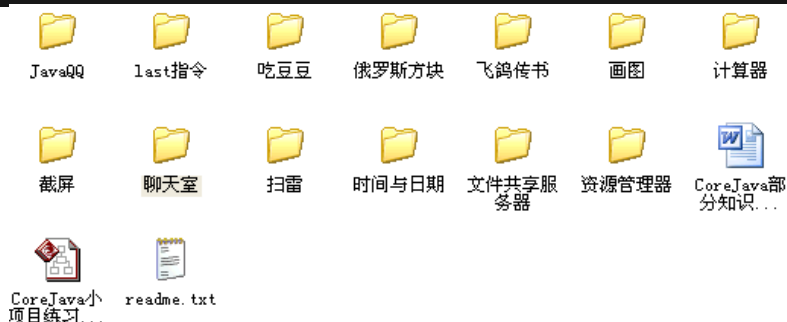 JavaQQ
last指令
吃豆豆
俄罗斯方块
飞鸽传书
画图
计算器
截屏
聊天室
扫雷
时间与日期
文件共享服
务器
资源管理器
CoreJava部
分知识...
CoreJava小
项目练习...
readme.txt